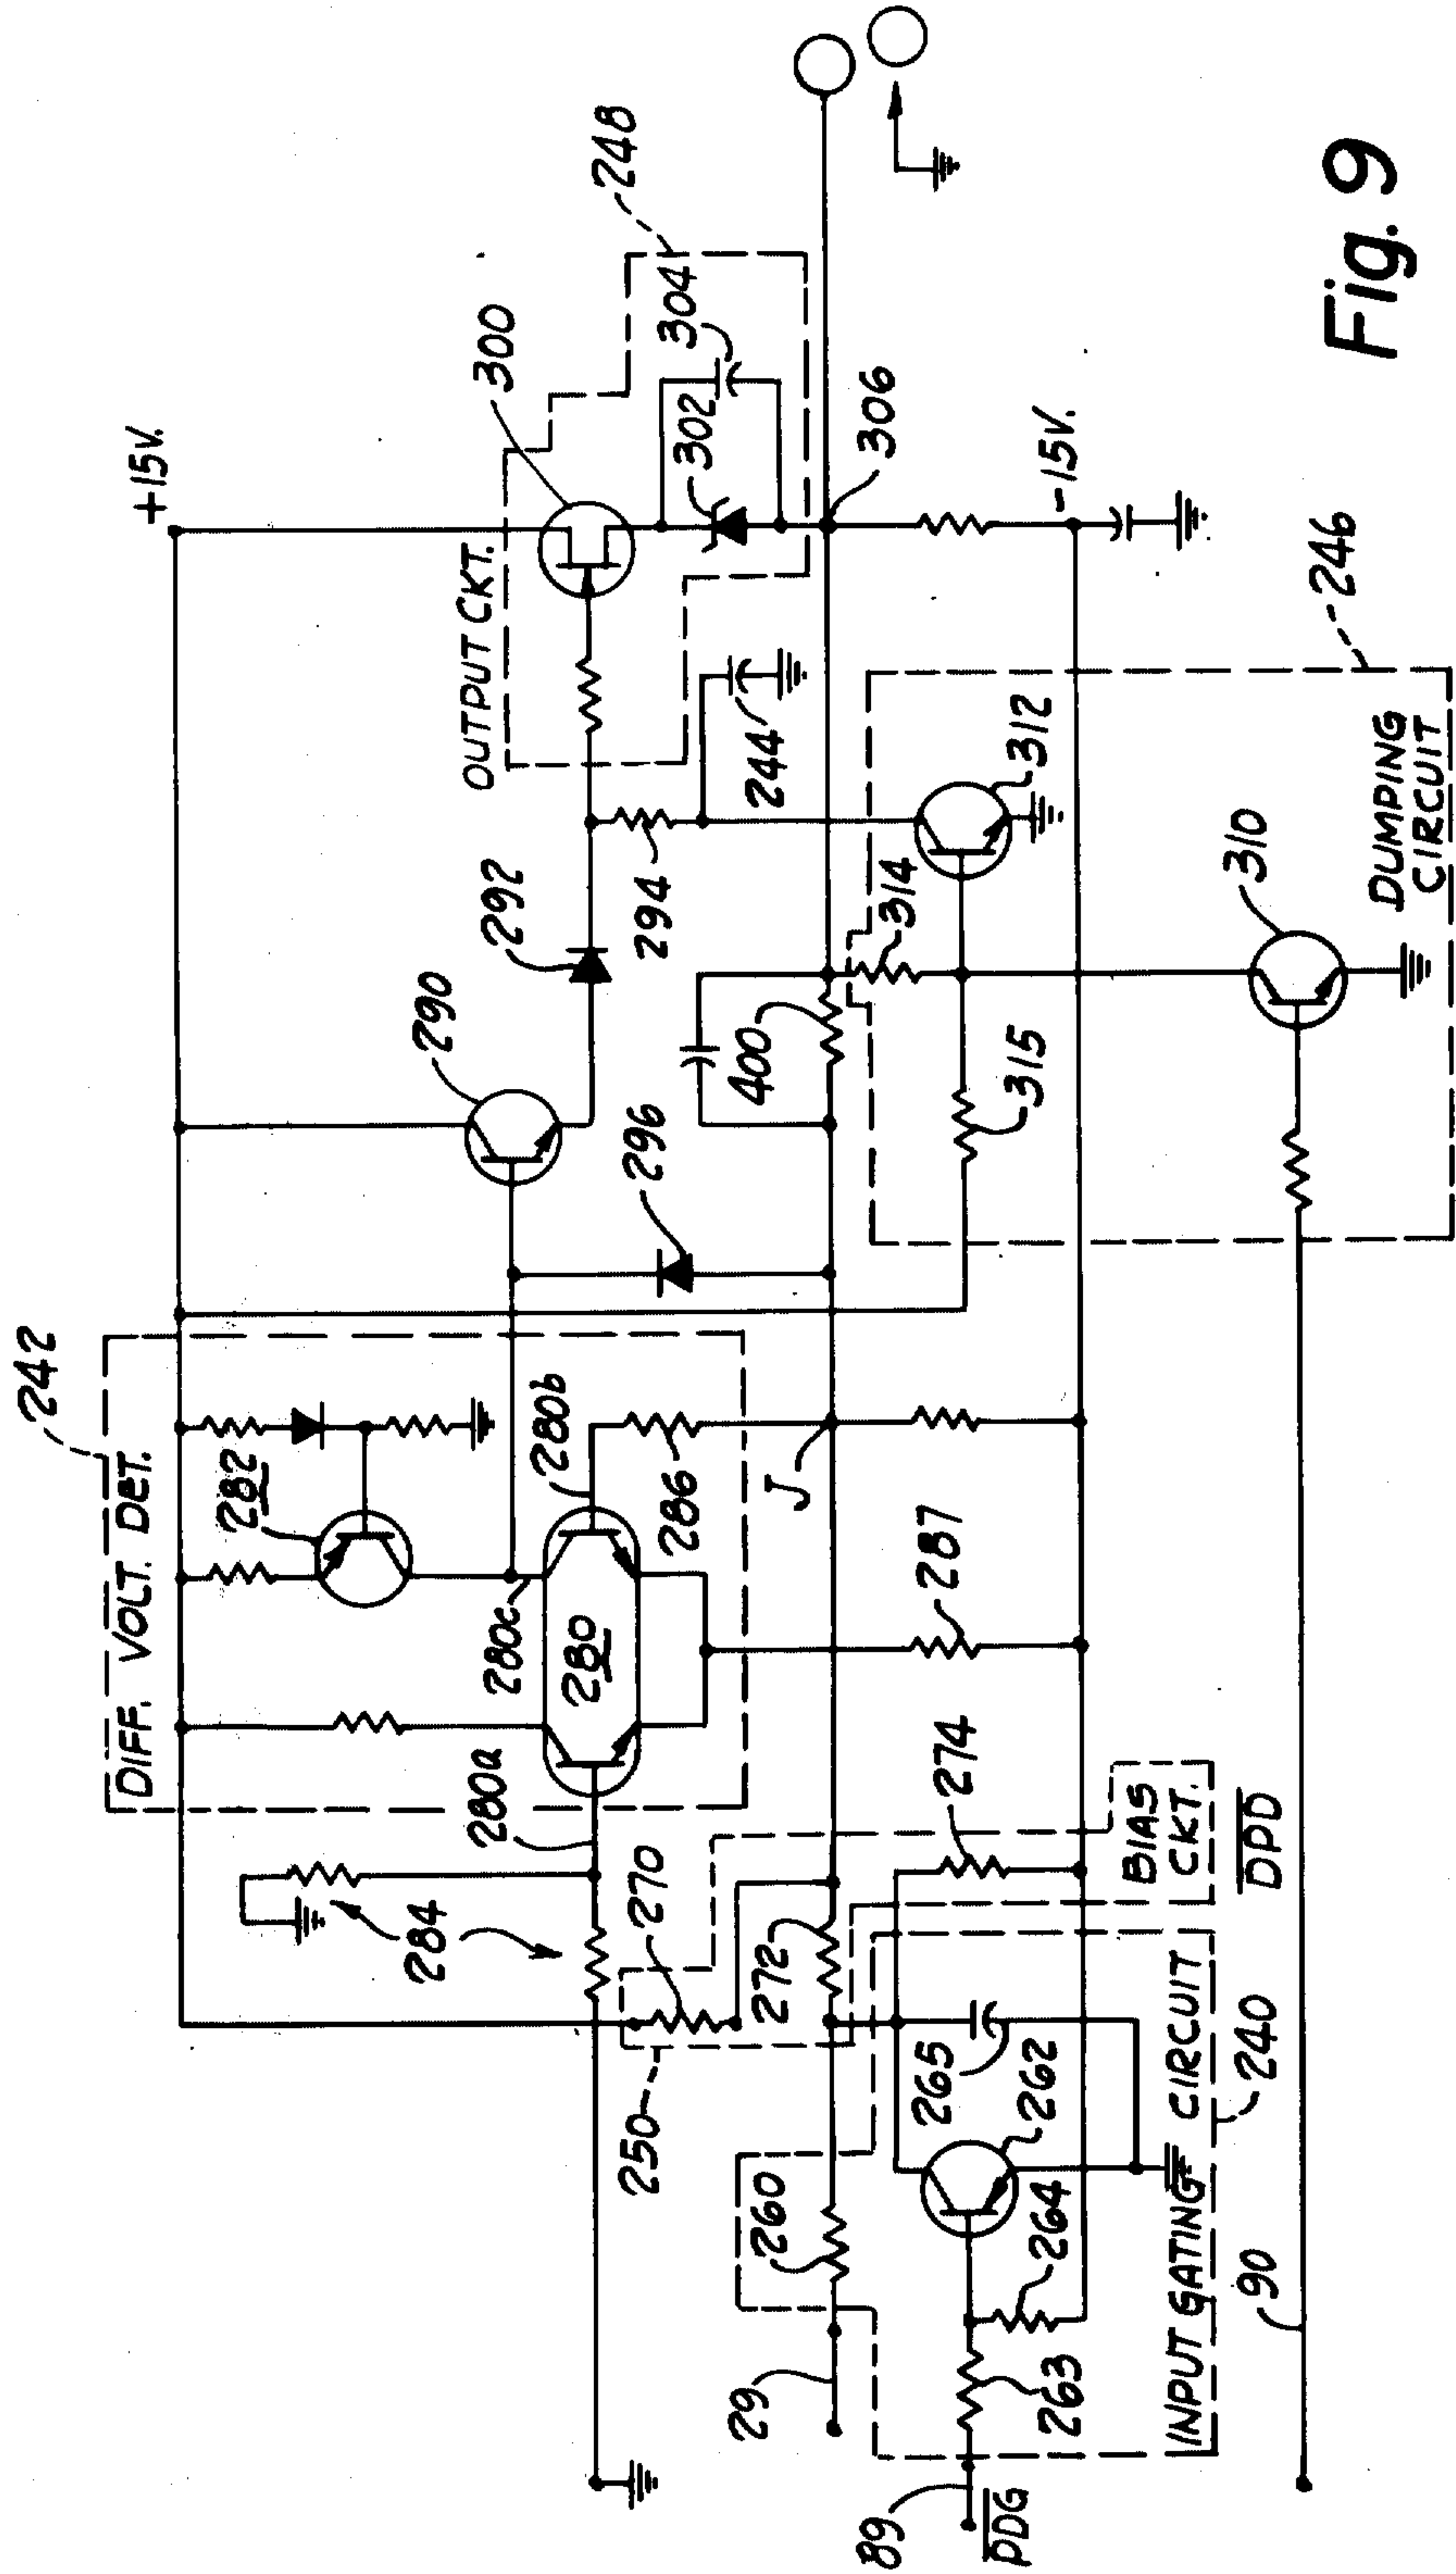 242
DIFF. VOLT. DET.
+15V.
282
290
300
OUTPUT CKT.
248
280a
280c
280b
280
292
302
304
284
294
244
296
270
286
J
287
400
306
250
272
274
314
312
-15V.
29
260
265
262
264
263
315
89
PDG
BIAS
CKT.
INPUT GATING CIRCUIT
240
DPD
90
310
DUMPING
CIRCUIT
246
Fig. 9